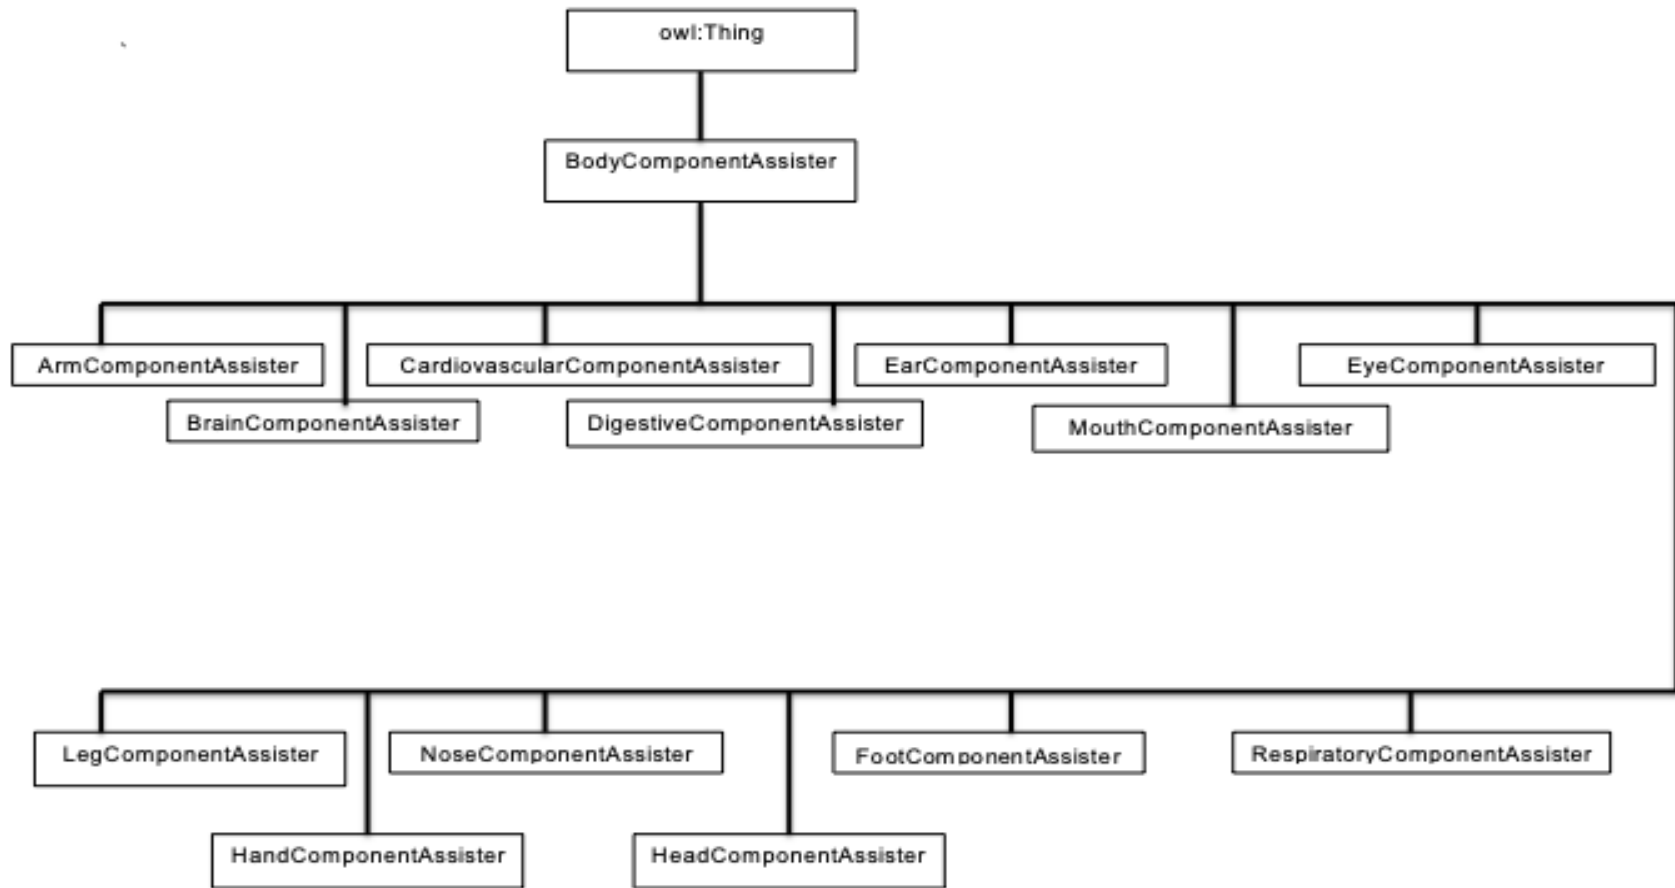 owl:Thing
BodyComponentAssister
ArmComponentAssister
CardiovascularComponentAssister
EarComponentAssister
EyeComponentAssister
BrainComponentAssister
DigestiveComponentAssister
MouthComponentAssister
LegComponentAssister
NoseComponentAssister
FootComponentAssister
RespiratoryComponentAssister
HandComponentAssister
HeadComponentAssister